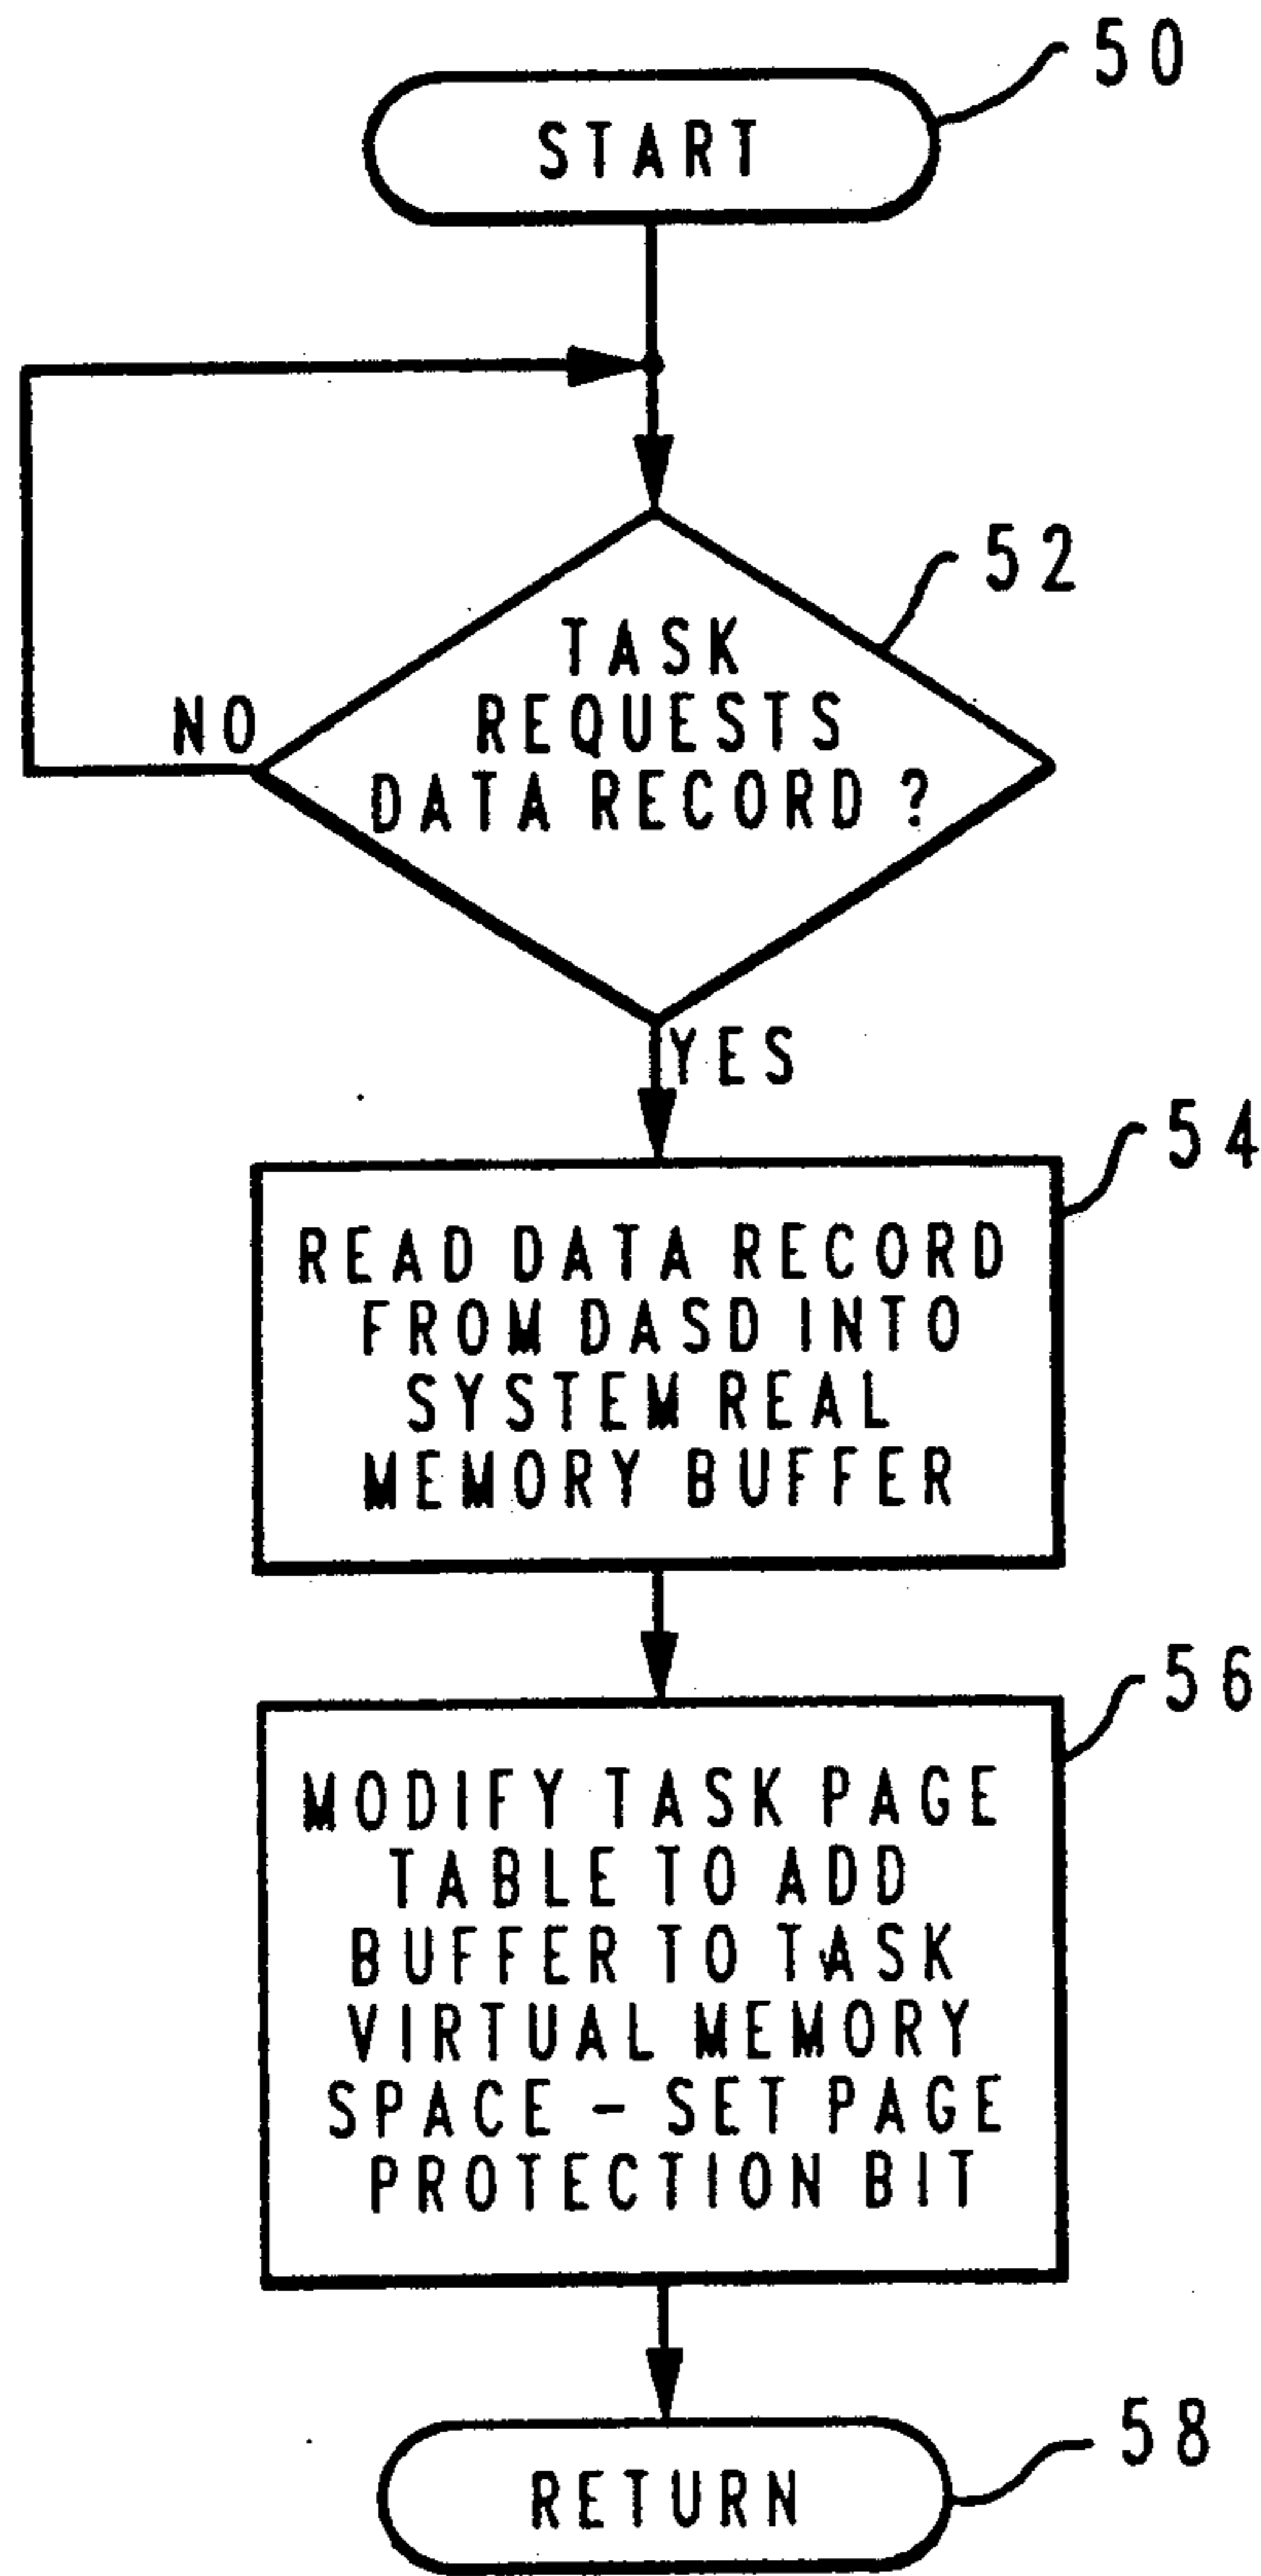 50
START
52
TASK
REQUESTS
DATA RECORD ?
NO
YES
54
READ DATA RECORD
FROM DASD INTO
SYSTEM REAL
MEMORY BUFFER
56
MODIFY TASK PAGE
TABLE TO ADD
BUFFER TO TASK
VIRTUAL MEMORY
SPACE - SET PAGE
PROTECTION BIT
58
RETURN